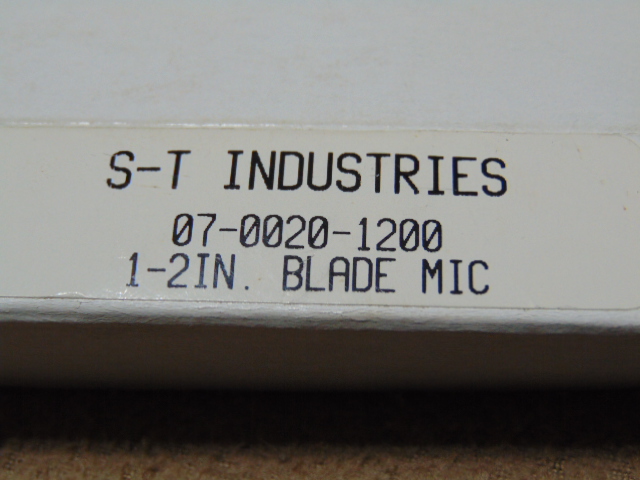 S-T INDUSTRIES
07-0020-1200
1-2IN. BLADE MIC